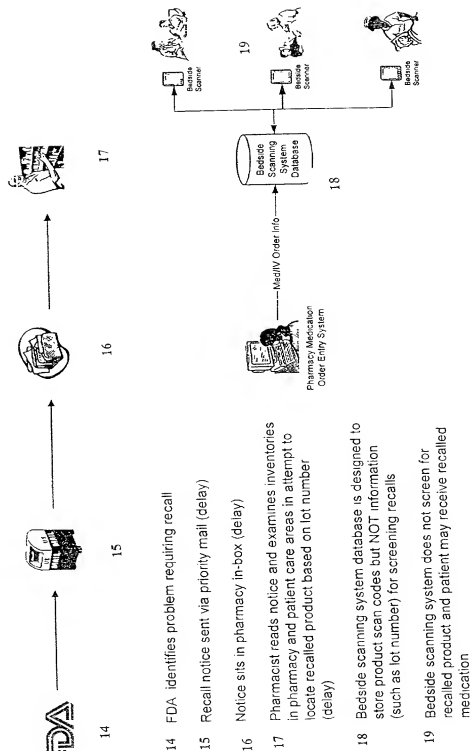 FDA
14
15
16
17
14 FDA identifies problem requiring recall
15 Recall notice sent via priority mail (delay)
16 Notice sits in pharmacy in-box (delay)
17 Pharmacist reads notice and examines inventories
in pharmacy and patient care areas in attempt to
locate recalled product based on lot number
(delay)
18 Bedside scanning system database is designed to
store product scan codes but NOT information
(such as lot number) for screening recalls
19 Bedside scanning system does not screen for
recalled product and patient may receive recalled
medication
Pharmacy Medication
Order Entry System
Med/IV Order Info
Bedside
Scanning
System
Database
18
Bedside
Scanner
19
Bedside
Scanner
Bedside
Scanner